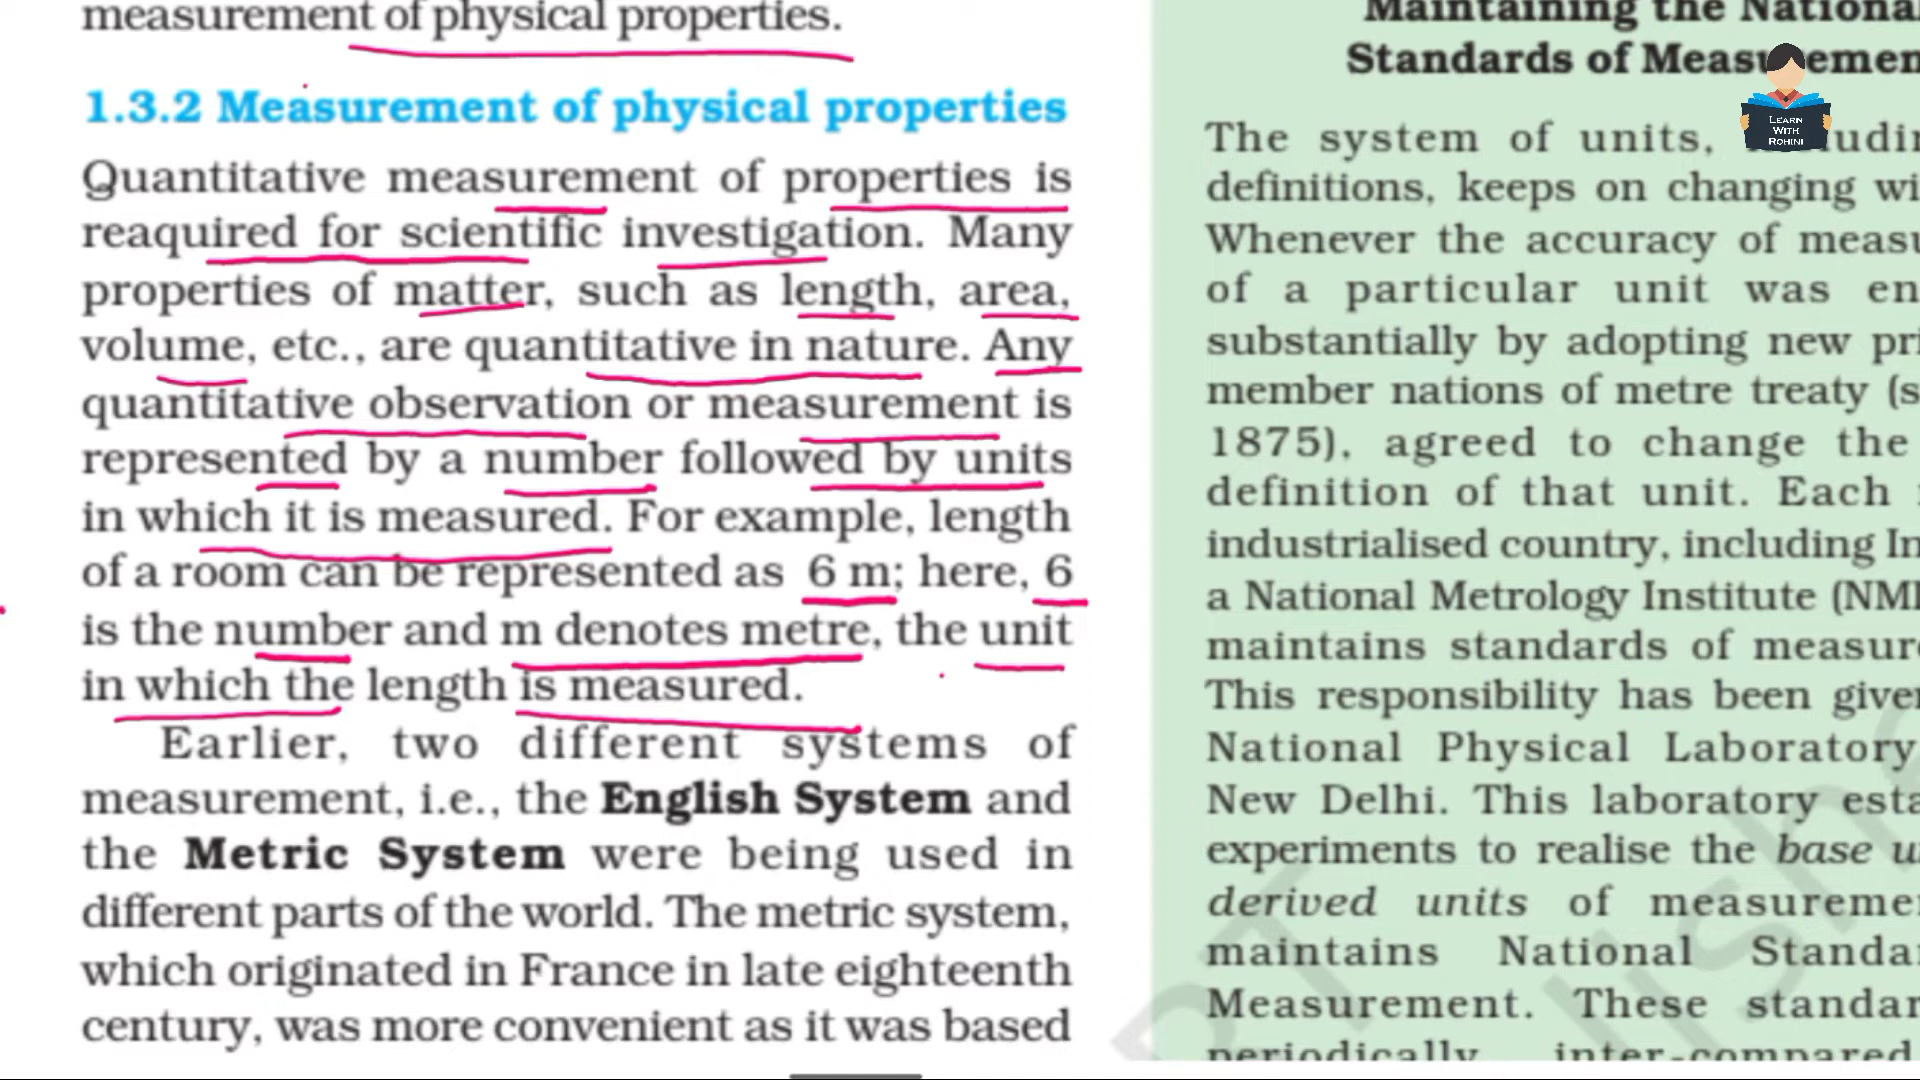 measurement of physical properties.
1.3.2 Measurement of physical properties
Quantitative measurement of properties is
reaquired for scientific investigation. Many
properties of matter, such as length, area,
volume, etc., are quantitative in nature. Any
quantitative observation or measurement is
represented by a number followed by units
in which it is measured. For example, length
of a room can be represented as 6 m; here, 6
is the number and m denotes metre, the unit
in which the length is measured.
Earlier, two different systems of
measurement, i.e., the English System and
the Metric System were being used in
different parts of the world. The metric system,
which originated in France in late eighteenth
century, was more convenient as it was based
Maintaining the National
Standards of
LEARN
WITH
ROHINI
The system of units,
definitions, keeps on changing
Whenever the accuracy of
of a particular unit was
substantially by adopting new
member nations of metre treaty
1875), agreed to change the
definition of that unit. Each
industrialised country, including
a National Metrology Institute
maintains standards of
This responsibility has been
National Physical Laboratory
New Delhi. This laboratory
experiments to realise the base
derived units of
maintains National
Measurement. These
periodically inter-compared